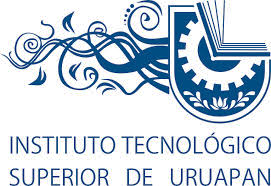 INSTITUTO TECNOLÓGICO
SUPERIOR DE URUAPAN